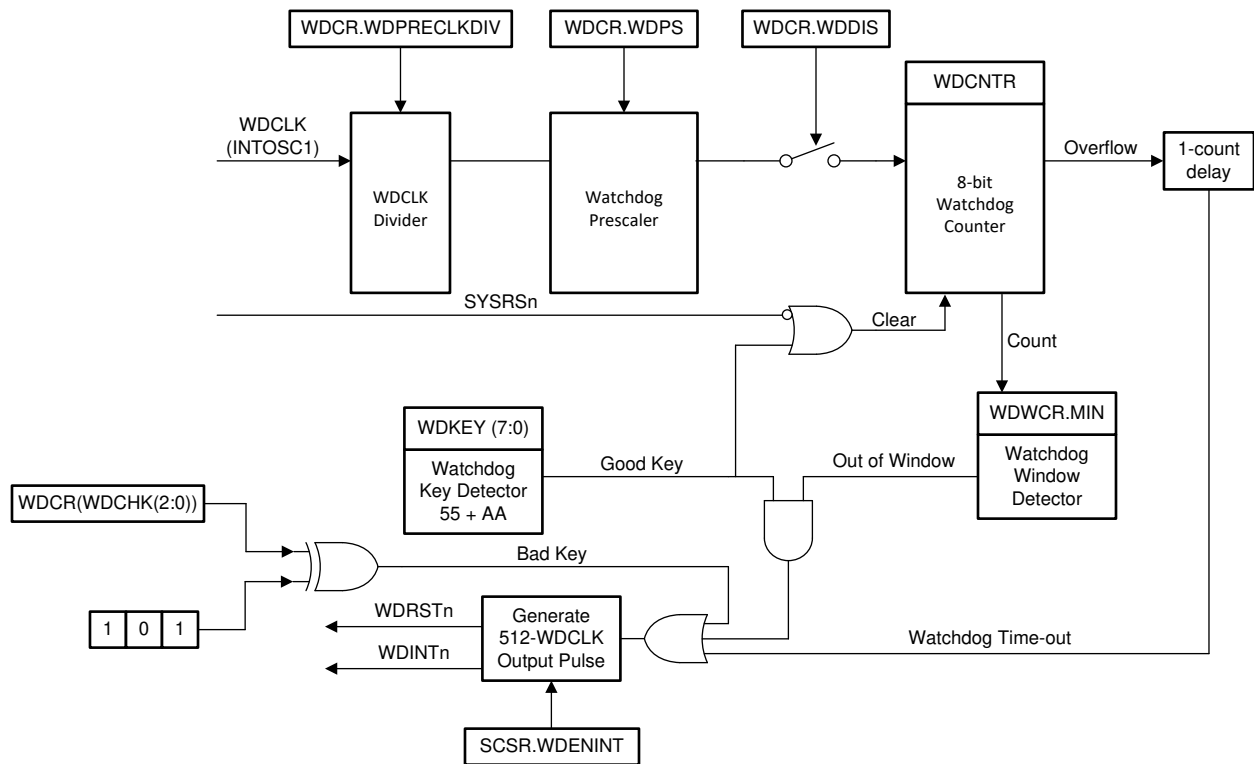 WDCR.WDPRECLKDIV
WDCR.WDPS
WDCR.WDDIS
WDCNTR
WDCLK
(INTOSC1)
WDCLK
Divider
Watchdog
Prescaler
8-bit
Watchdog
Counter
Overflow
1-count
delay
SYSRSn
Clear
Count
WDKEY (7:0)
Watchdog
Key Detector
55 + AA
Good Key
Out of Window
WDWCR.MIN
Watchdog
Window
Detector
WDCR(WDCHK(2:0))
Bad Key
1 0 1
WDRSTn
WDINTn
Generate
512-WDCLK
Output Pulse
Watchdog Time-out
SCSR.WDENINT